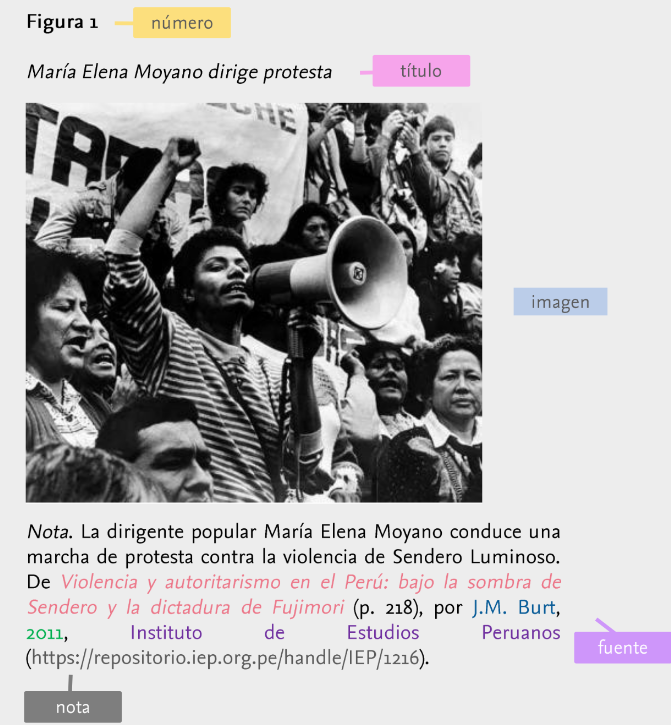 Figura 1
número
María Elena Moyano dirige protesta
título
imagen
Nota. La dirigente popular María Elena Moyano conduce una
marcha de protesta contra la violencia de Sendero Luminoso.
De Violencia y autoritarismo en el Perú: bajo la sombra de
Sendero y la dictadura de Fujimori (p. 218), por J.M. Burt,
2011, Instituto de Estudios Peruanos
(https://repositorio.iep.org.pe/handle/IEP/1216).
fuente
nota